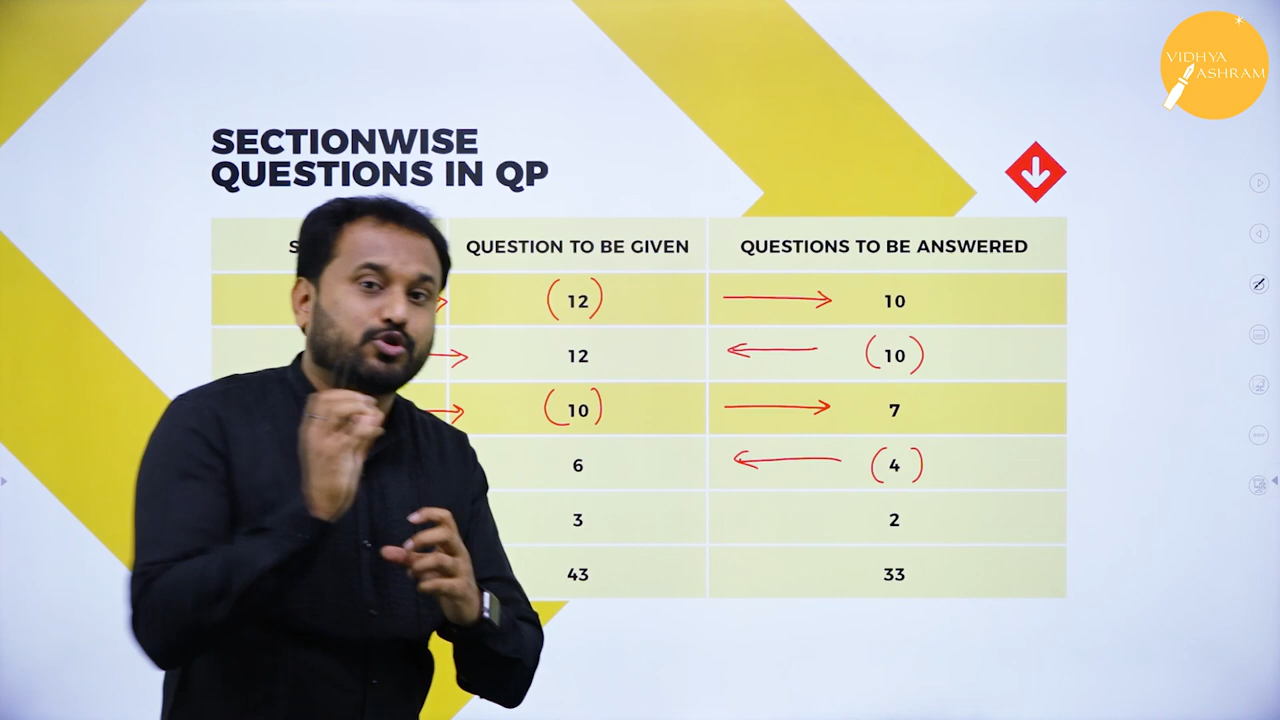 VIDHYA
ASHRAM
SECTIONWISE
QUESTIONS IN QP
QUESTION TO BE GIVEN QUESTIONS TO BE ANSWERED
(12) 10
12 (10)
(10) 7
6 (4)
3 2
43 33